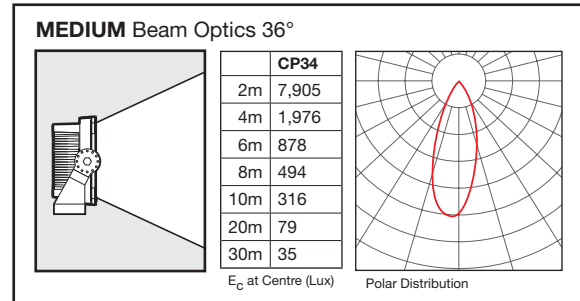 MEDIUM Beam Optics 36°
CP34
2m 7,905
4m 1,976
6m 878
8m 494
10m 316
20m 79
30m 35
Ec at Centre (Lux)
Polar Distribution